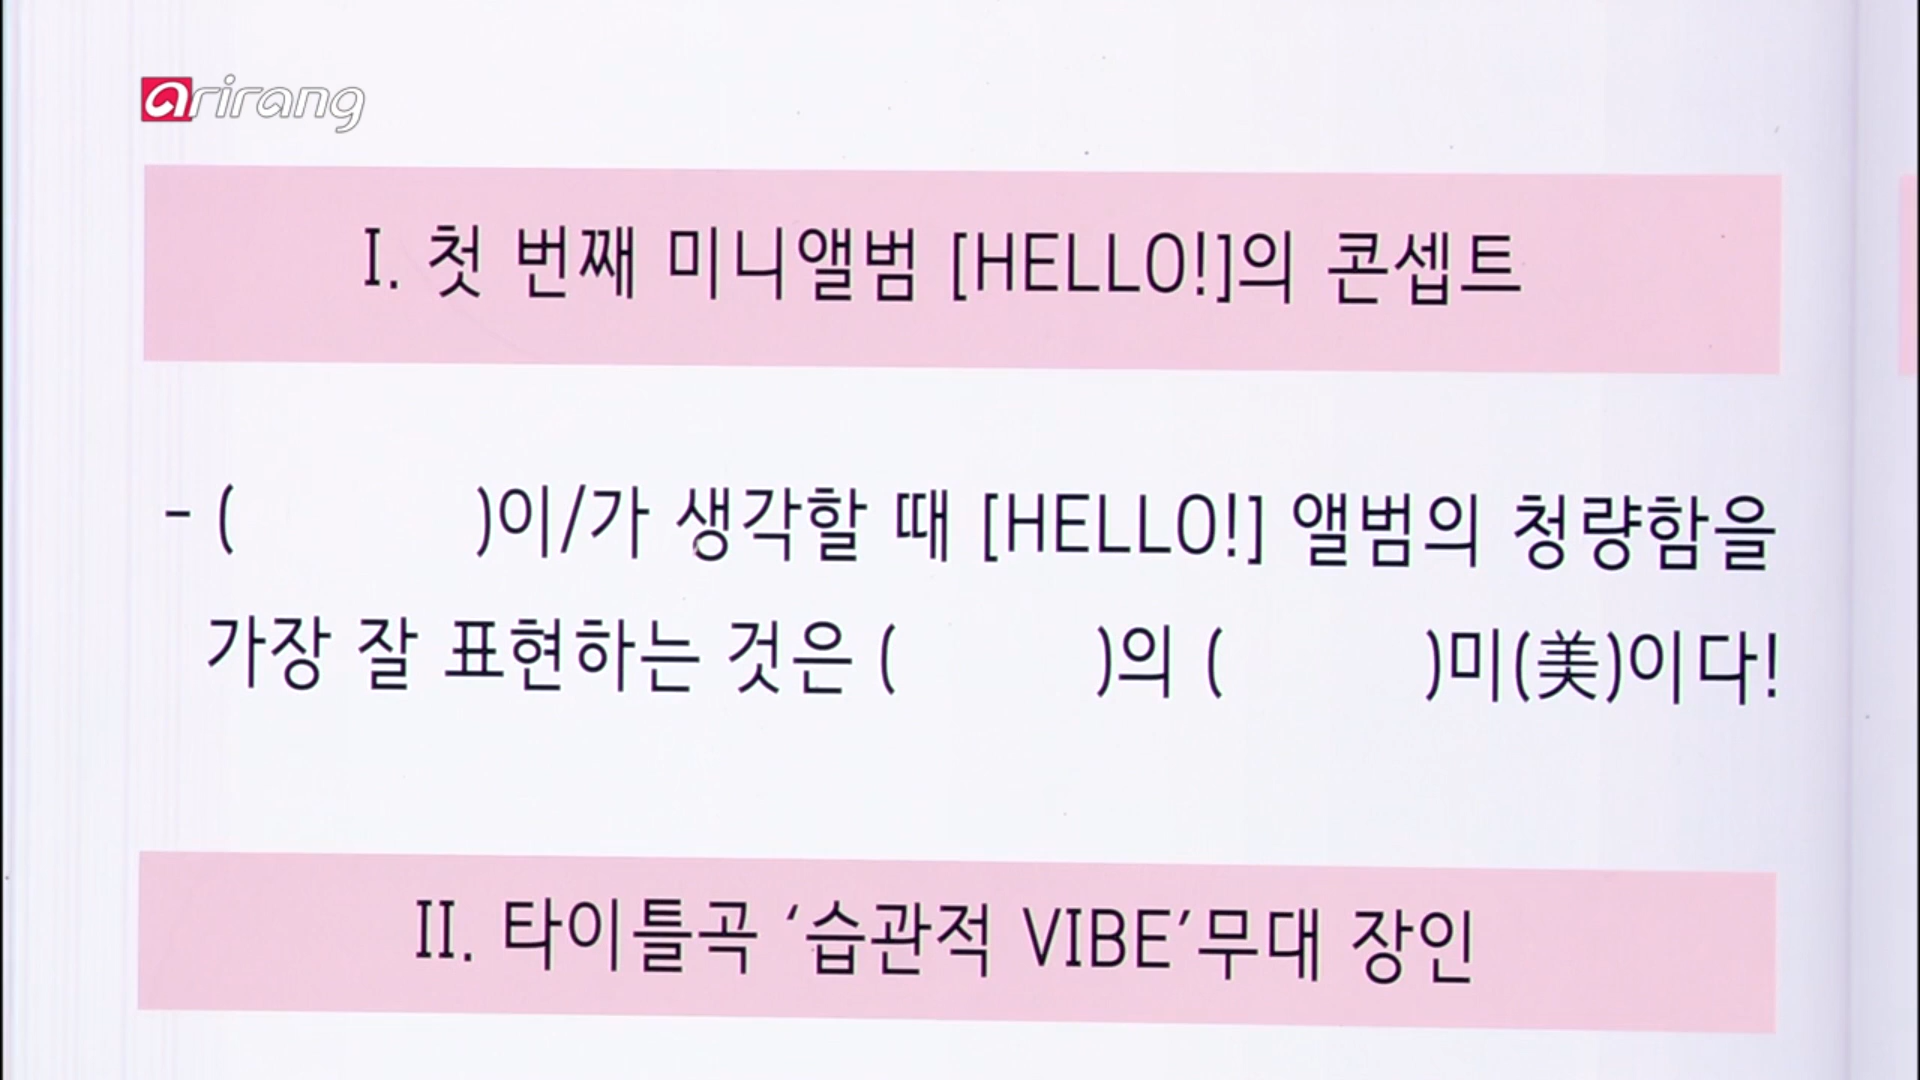 arirang
I. 첫 번째 미니앨범 [HELLO!]의 콘셉트
- ( )이/가 생각할 때 [HELLO!] 앨범의 청량함을
가장 잘 표현하는 것은 ( )의 ( )미(美)이다!
II. 타이틀곡 ‘습관적 VIBE’무대 장인